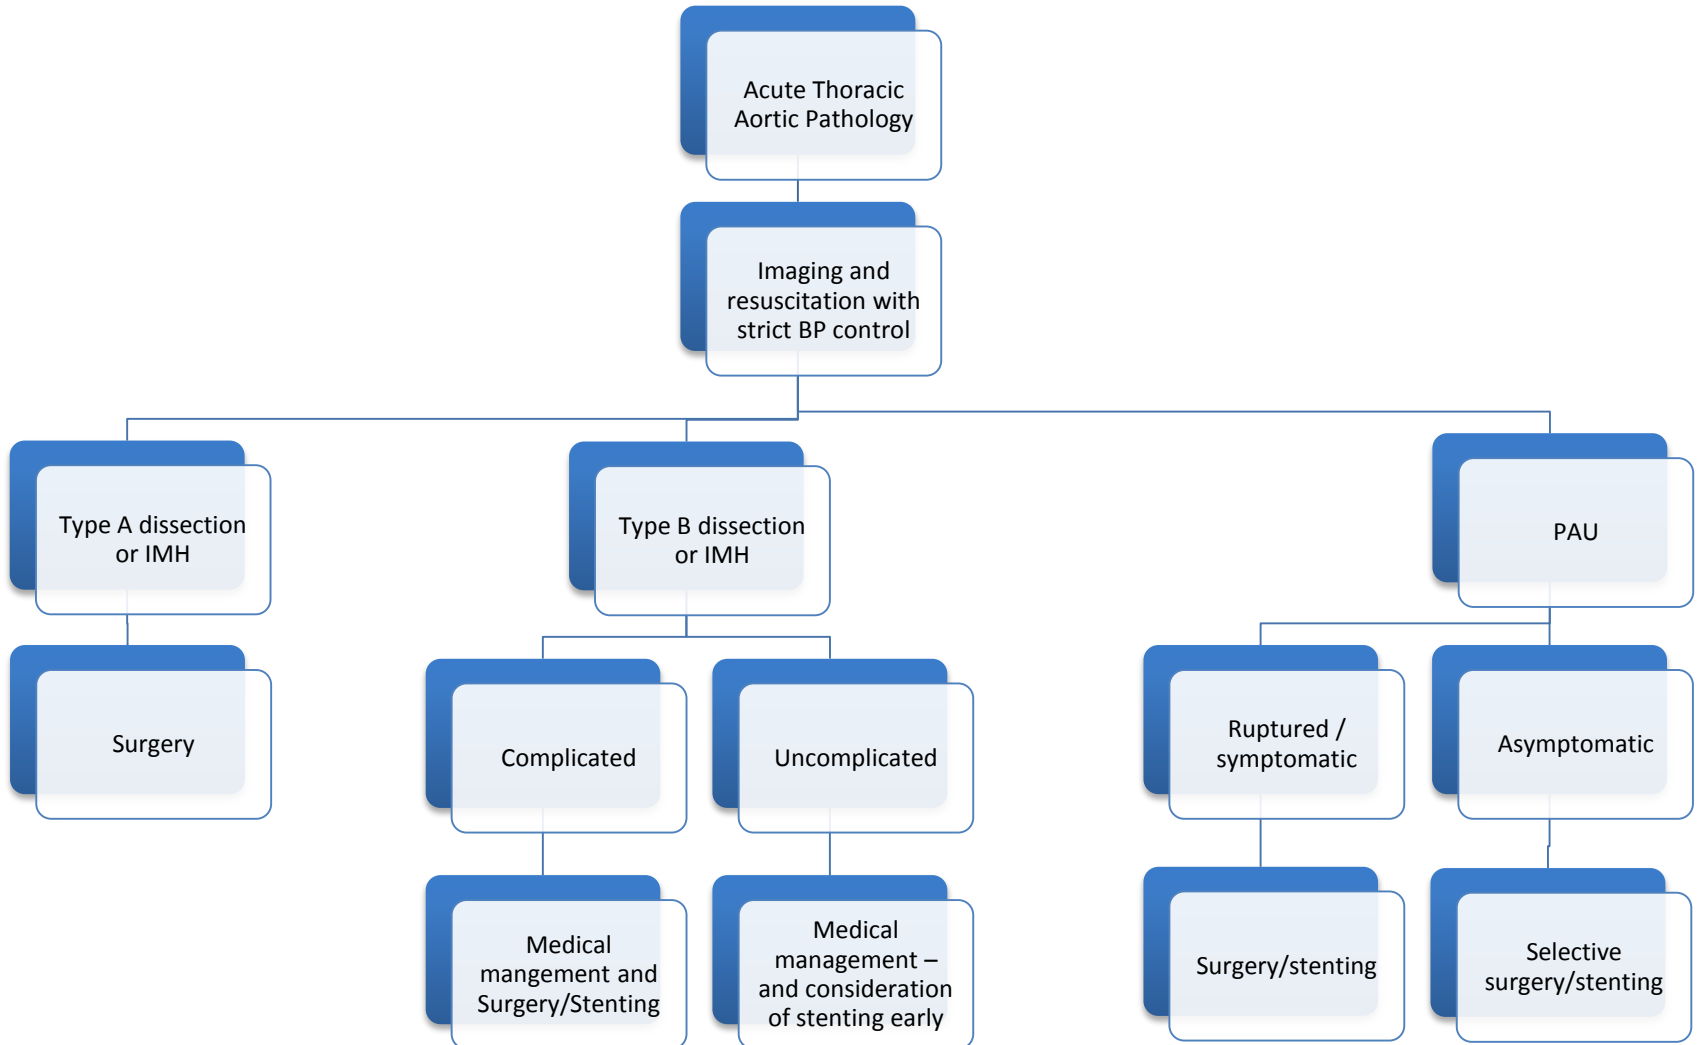 Acute Thoracic
Aortic Pathology
Imaging and
resuscitation with
strict BP control
Type A dissection
or IMH
Type B dissection
or IMH
PAU
Surgery
Complicated
Uncomplicated
Ruptured /
symptomatic
Asymptomatic
Medical
mangement and
Surgery/Stenting
Medical
management –
and consideration
of stenting early
Surgery/stenting
Selective
surgery/stenting